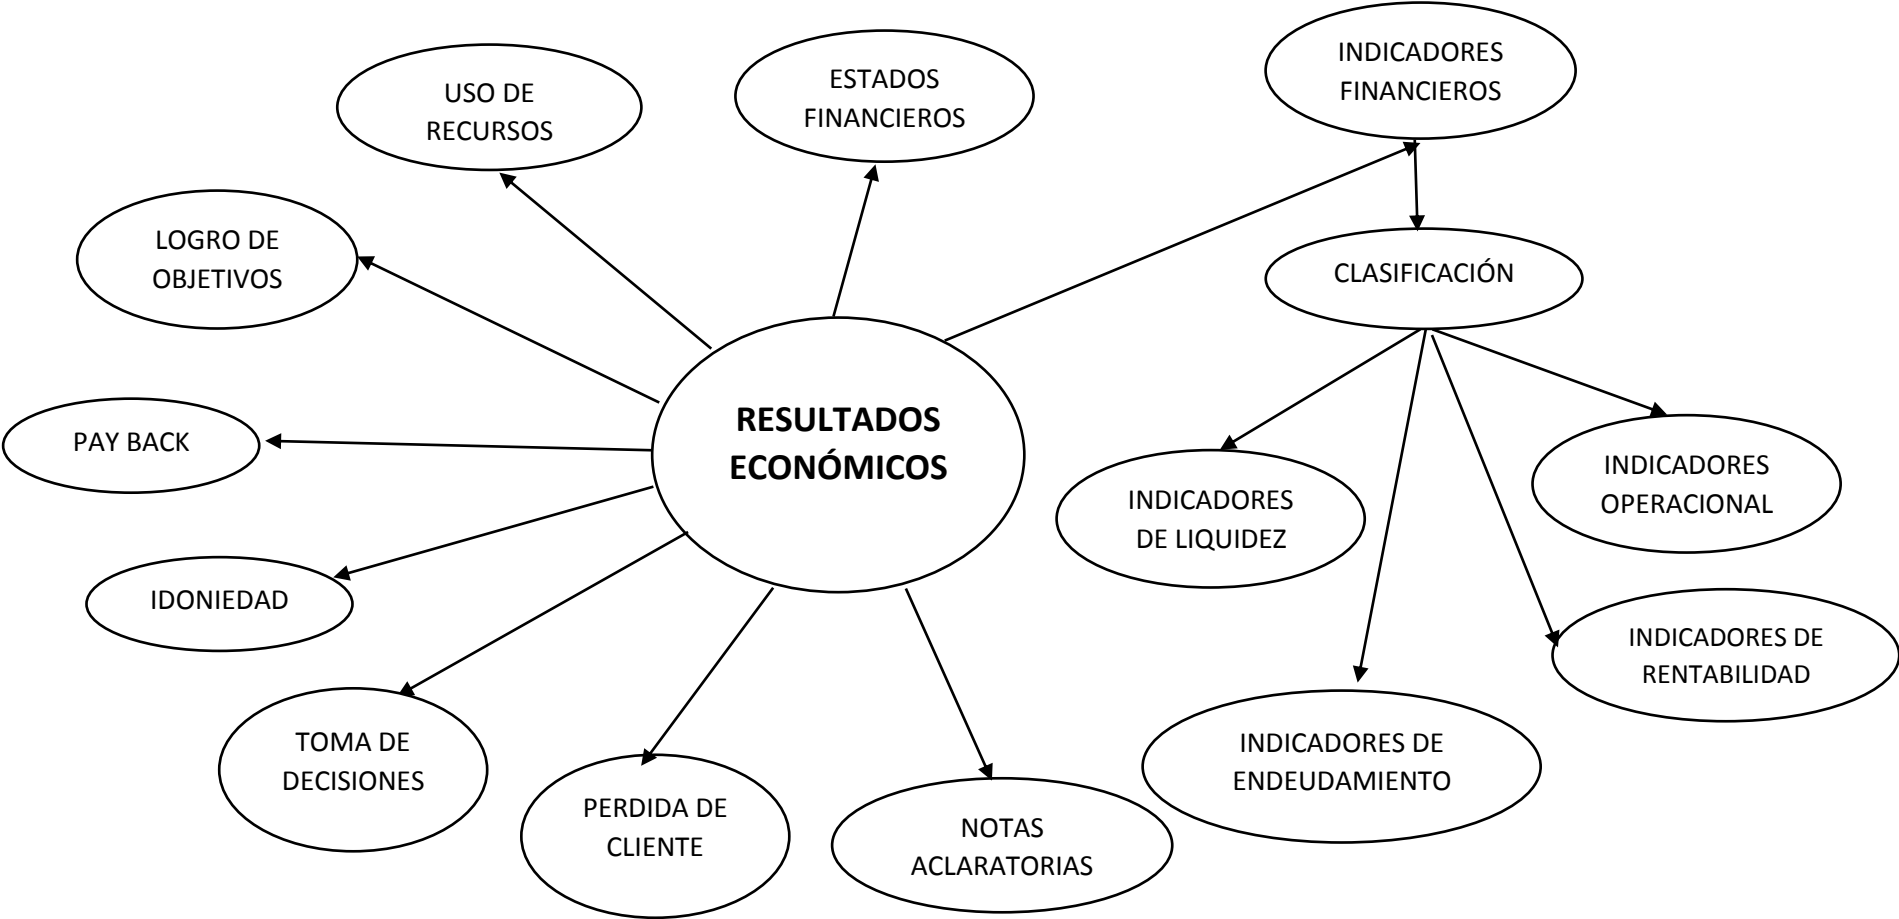 INDICADORES
FINANCIEROS
ESTADOS
FINANCIEROS
USO DE
RECURSOS
LOGRO DE
OBJETIVOS
CLASIFICACIÓN
RESULTADOS
ECONÓMICOS
PAY BACK
INDICADORES
OPERACIONAL
INDICADORES
DE LIQUIDEZ
IDONIEDAD
INDICADORES DE
RENTABILIDAD
TOMA DE
DECISIONES
INDICADORES DE
ENDEUDAMIENTO
PERDIDA DE
CLIENTE
NOTAS
ACLARATORIAS